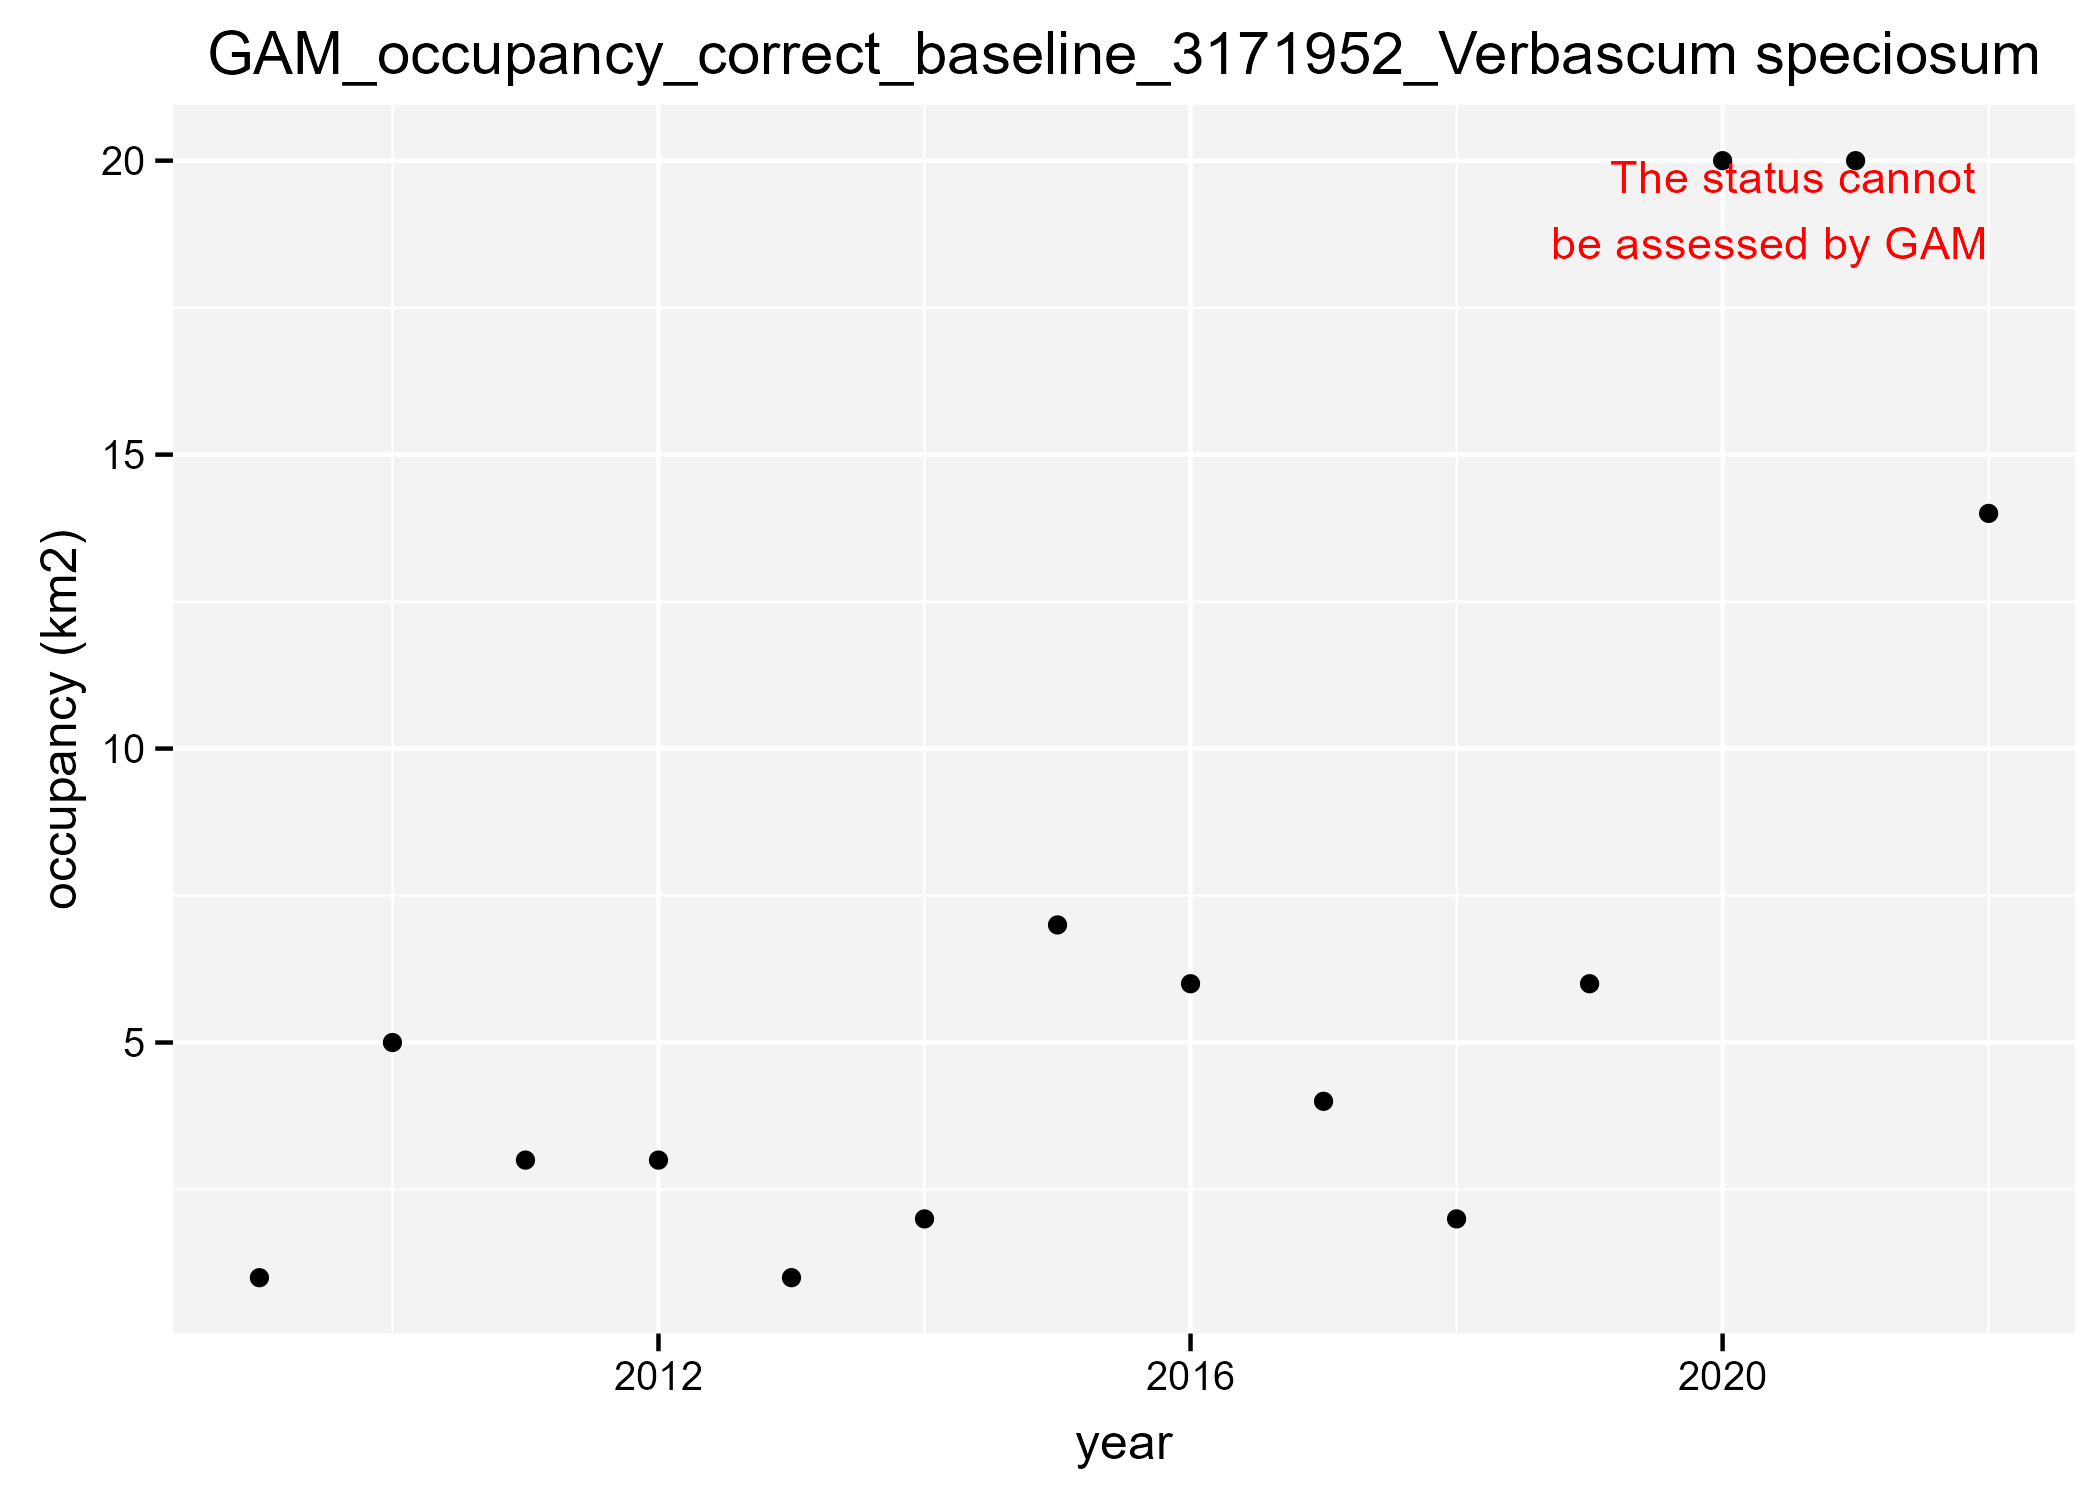 GAM_occupancy_correct_baseline_3171952_Verbascum speciosum
20
The status cannot
be assessed by GAM
15
10
5
occupancy (km2)
2012 2016 2020
year